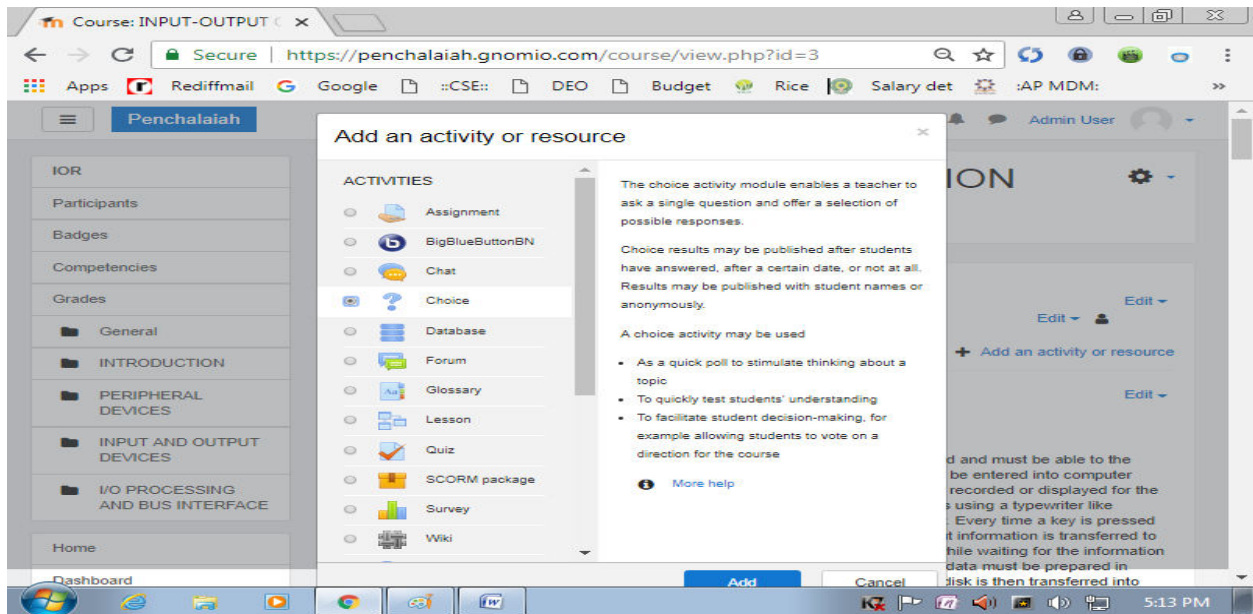 Course: INPUT-OUTPUT
Secure | https://penchalaiah.gnomio.com/course/view.php?id=3
Apps Rediffmail Google ::CSE:: DEO Budget Rice Salary det :AP MDM: »
Penchalaiah
Admin User
IOR
Participants
Badges
Competencies
Grades
General
INTRODUCTION
PERIPHERAL
DEVICES
INPUT AND OUTPUT
DEVICES
I/O PROCESSING
AND BUS INTERFACE
Home
Dashboard
Add an activity or resource
ACTIVITIES
Assignment
BigBlueButtonBN
Chat
Choice
Database
Forum
Glossary
Lesson
Quiz
SCORM package
Survey
Wiki
The choice activity module enables a teacher to
ask a single question and offer a selection of
possible responses.
Choice results may be published after students
have answered, after a certain date, or not at all.
Results may be published with student names or
anonymously.
A choice activity may be used
• As a quick poll to stimulate thinking about a
topic
• To quickly test students' understanding
• To facilitate student decision-making, for
example allowing students to vote on a
direction for the course
More help
Add
Cancel
ION
Edit
Edit
+ Add an activity or resource
Edit
d and must be able to the
be entered into computer
recorded or displayed for the
s using a typewriter like
. Every time a key is pressed
t information is transferred to
hile waiting for the information
data must be prepared in
disk is then transferred into
5:13 PM